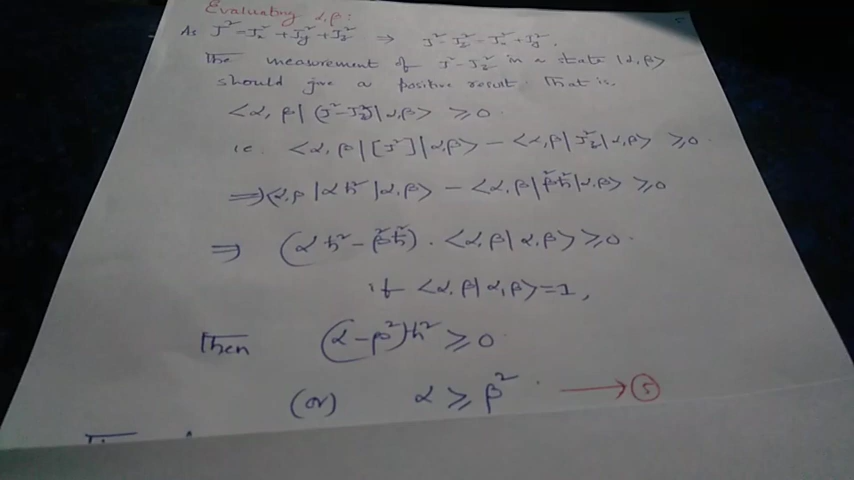 Evaluating α,β:
As J² = Jx² + Jy² + Jz² ⇒ J² - Jz² = Jx² + Jy².
The measurement of J² - Jz² in a state |α,β>
should give a positive result. That is.
<α,β| (J² - Jz²) |α,β> ≥ 0.
i.e. <α,β| [J²] |α,β> - <α,β| Jz² |α,β> ≥ 0
⇒ <α,β |αħ² |α,β> - <α,β| β²ħ² |α,β> ≥ 0
⇒ (αħ² - β²ħ²) . <α,β| α,β> ≥ 0.
if <α,β| α,β> = 1,
Then (α - β²)ħ² ≥ 0
(or) α ≥ β². → ⑤